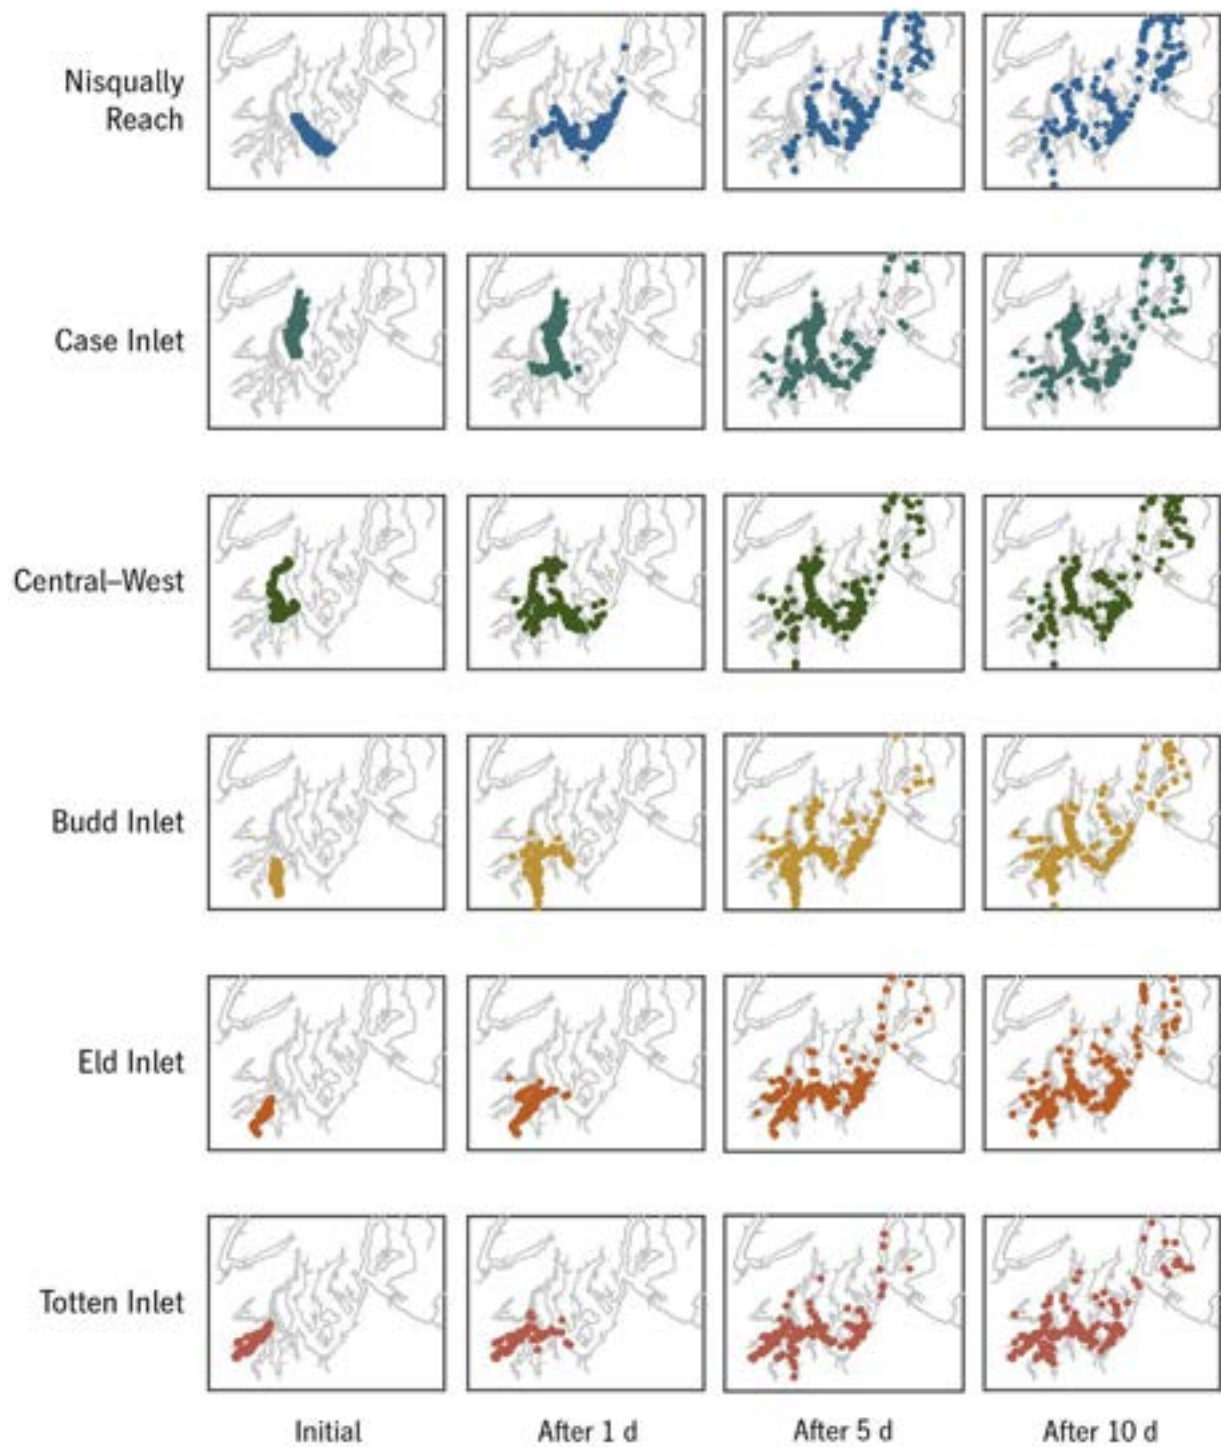 Nisqually
Reach
Case Inlet
Central–West
Budd Inlet
Eld Inlet
Totten Inlet
Initial
After 1 d
After 5 d
After 10 d